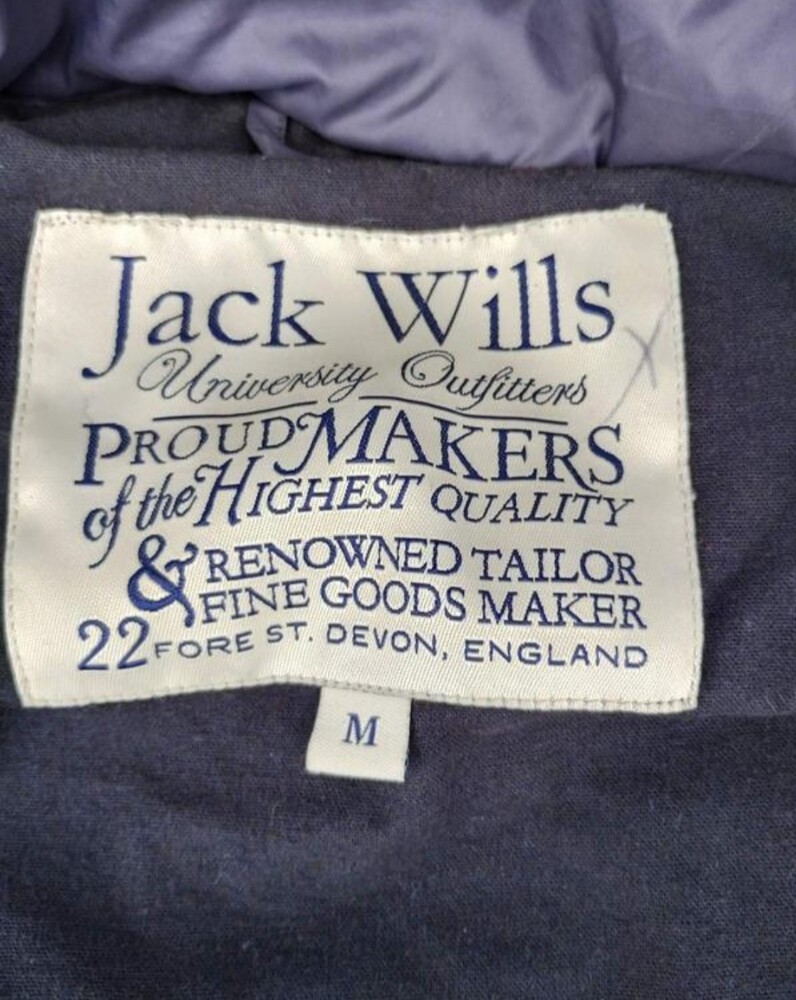 Jack Wills
University Outfitters
PROUD MAKERS
of the HIGHEST QUALITY
& RENOWNED TAILOR
FINE GOODS MAKER
22 FORE ST. DEVON, ENGLAND
M